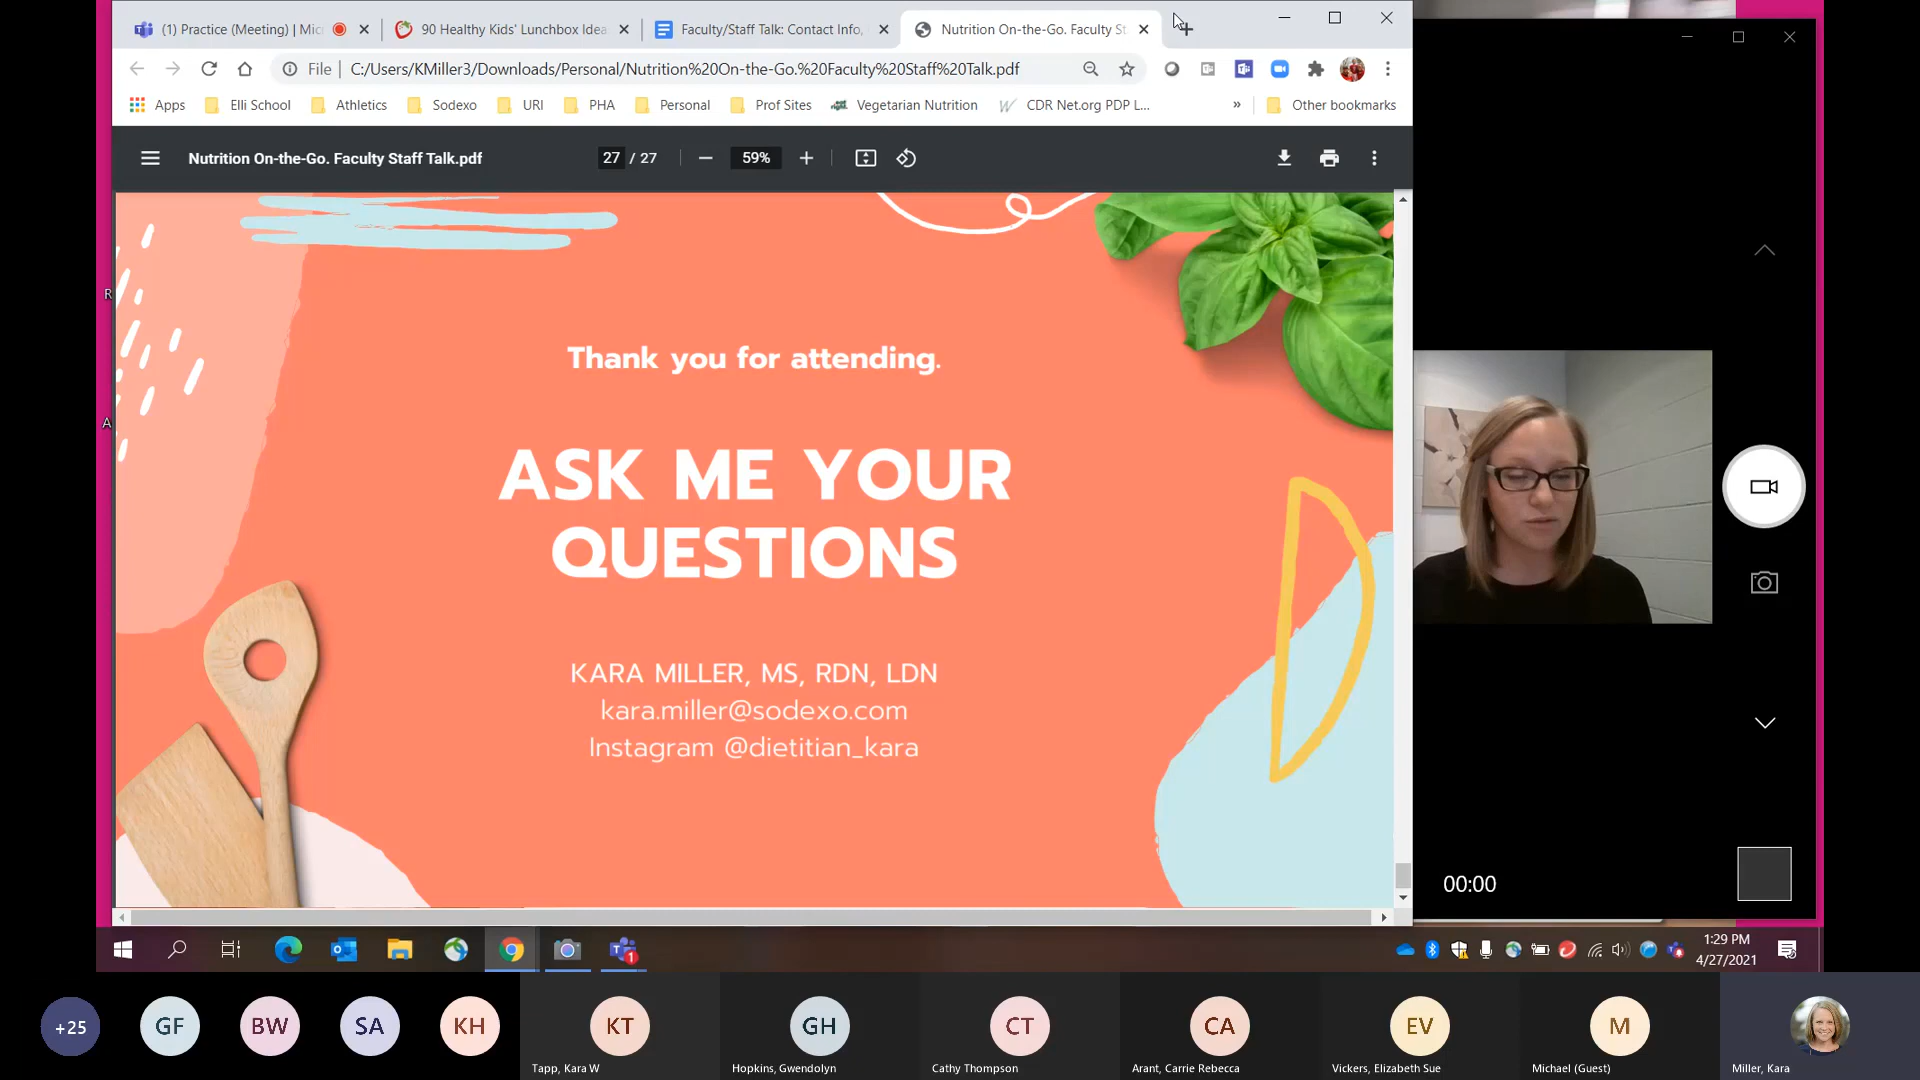 (1) Practice (Meeting) | Mic
90 Healthy Kids' Lunchbox Idea
Faculty/Staff Talk: Contact Info,
Nutrition On-the-Go. Faculty St
File
C:/Users/KMiller3/Downloads/Personal/Nutrition%20On-the-Go.%20Faculty%20Staff%20Talk.pdf
Apps
Elli School
Athletics
Sodexo
URI
PHA
Personal
Prof Sites
Vegetarian Nutrition
CDR Net.org PDP L...
»
Other bookmarks
Nutrition On-the-Go. Faculty Staff Talk.pdf
27 / 27
59%
R
A
Thank you for attending.
ASK ME YOUR
QUESTIONS
KARA MILLER, MS, RDN, LDN
kara.miller@sodexo.com
Instagram @dietitian_kara
00:00
1
1:29 PM
4/27/2021
+25
GF
BW
SA
KH
KT
Tapp, Kara W
GH
Hopkins, Gwendolyn
CT
Cathy Thompson
CA
Arant, Carrie Rebecca
EV
Vickers, Elizabeth Sue
M
Michael (Guest)
Miller, Kara